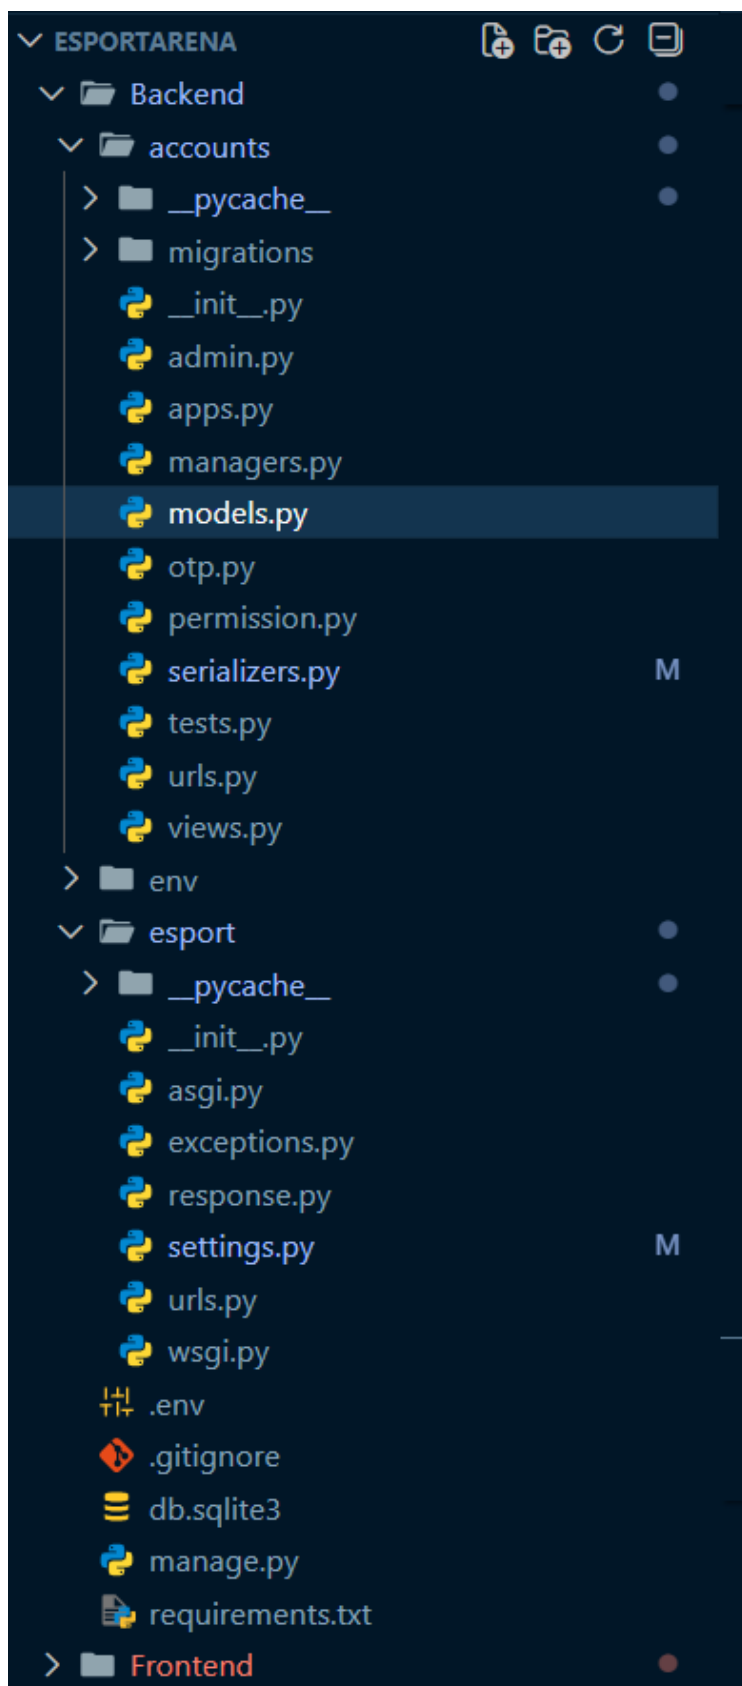 ESPORTARENA
Backend
accounts
__pycache__
migrations
__init__.py
admin.py
apps.py
managers.py
models.py
otp.py
permission.py
serializers.py M
tests.py
urls.py
views.py
env
esport
__pycache__
__init__.py
asgi.py
exceptions.py
response.py
settings.py M
urls.py
wsgi.py
.env
.gitignore
db.sqlite3
manage.py
requirements.txt
Frontend